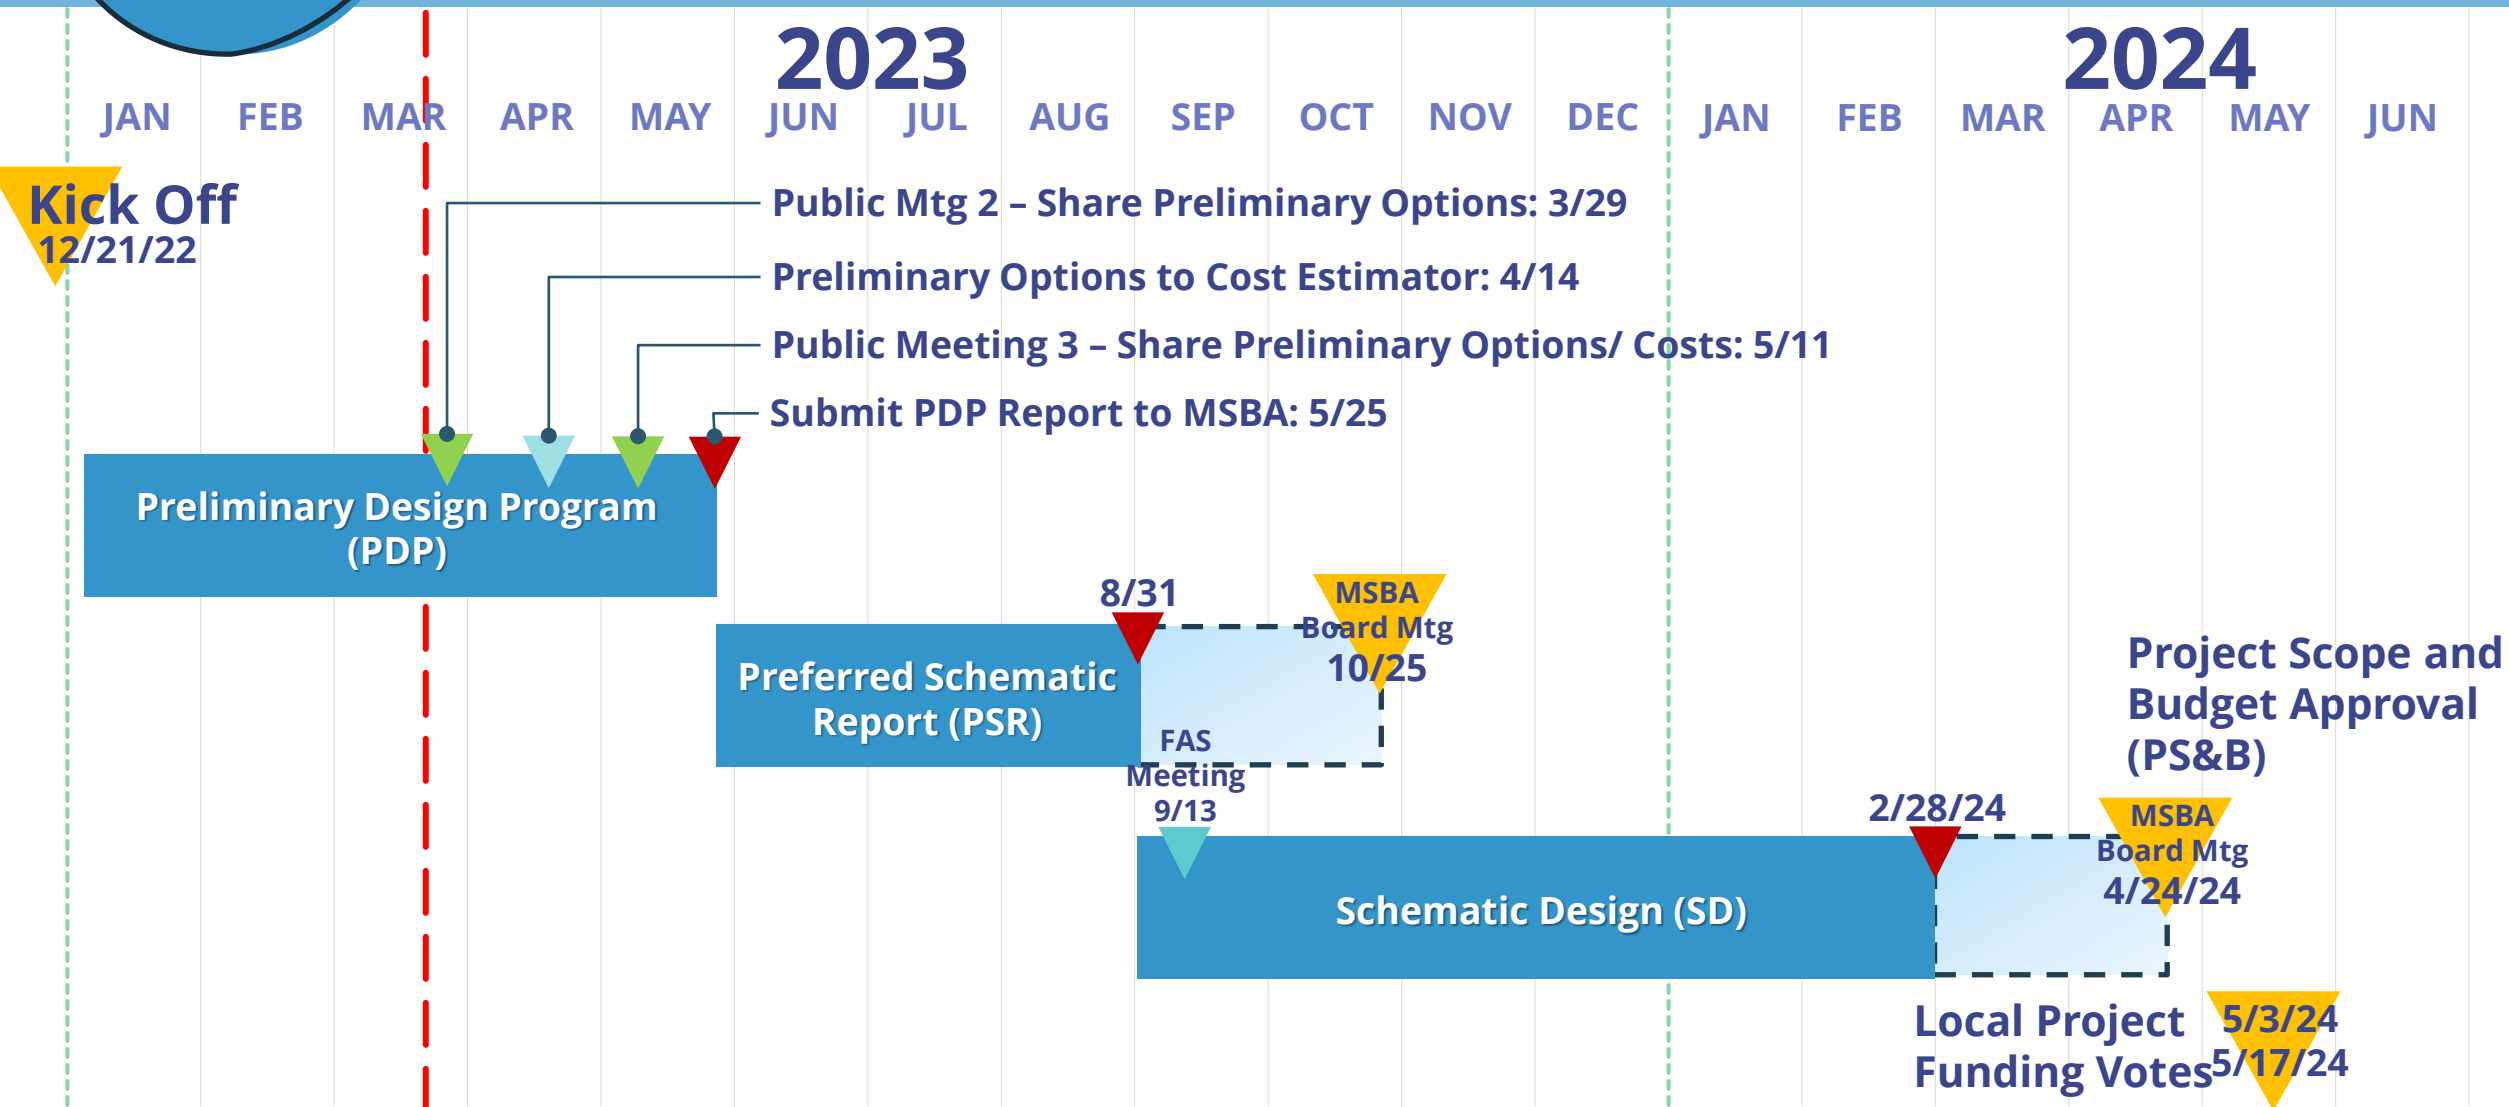 2023
2024
JAN FEB MAR APR MAY JUN JUL AUG SEP OCT NOV DEC JAN FEB MAR APR MAY JUN
Kick Off
12/21/22
Public Mtg 2 – Share Preliminary Options: 3/29
Preliminary Options to Cost Estimator: 4/14
Public Meeting 3 – Share Preliminary Options/ Costs: 5/11
Submit PDP Report to MSBA: 5/25
Preliminary Design Program
(PDP)
8/31
MSBA
Board Mtg
10/25
Preferred Schematic
Report (PSR)
FAS
Meeting
9/13
Project Scope and
Budget Approval
(PS&B)
2/28/24
MSBA
Board Mtg
4/24/24
Schematic Design (SD)
Local Project
Funding Votes
5/3/24
5/17/24